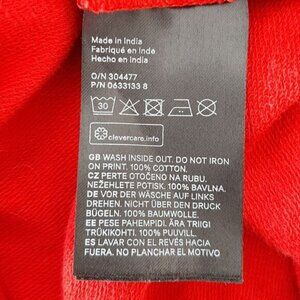 Made in India
Fabriqué en Inde
Hecho en India
O/N 304477
P/N 0633133 8
30
clevercare.info
GB WASH INSIDE OUT. DO NOT IRON
ON PRINT. 100% COTTON.
CZ PERTE OTOČENO NA RUBU.
NEŽEHLETE POTISK. 100% BAVLNA.
DE VOR DER WÄSCHE AUF LINKS
DREHEN. NICHT ÜBER DEN DRUCK
BÜGELN. 100% BAUMWOLLE.
EE PESE PAHEMPIDI. ÄRA TRIIGI
TRÜKIKOHTI. 100% PUUVILL.
ES LAVAR CON EL REVÉS HACIA
FUERA. NO PLANCHAR EL MOTIVO